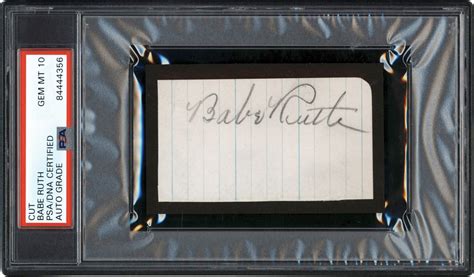 CUT
BABE RUTH
PSA/DNA CERTIFIED
AUTO GRADE
GEM MT 10
84444356
PSA
Babe Ruth